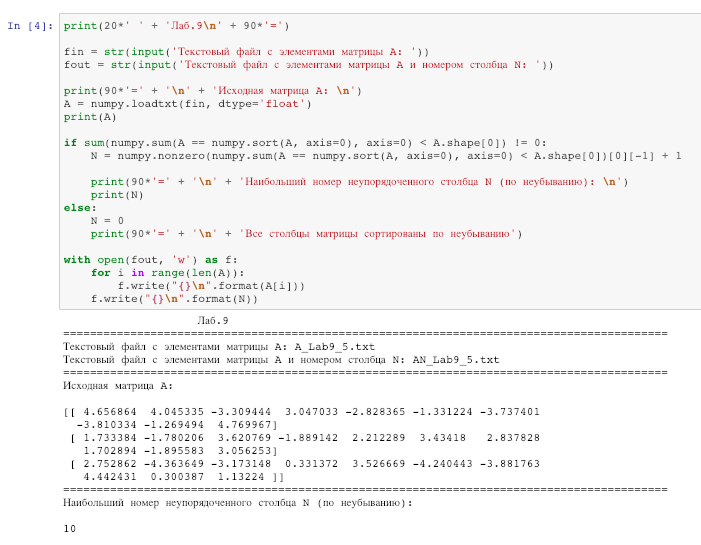 In [4]: print(20*' ' + 'Лаб.9\n' + 90*'=')
fin = str(input('Текстовый файл с элементами матрицы A: '))
fout = str(input('Текстовый файл с элементами матрицы A и номером столбца N: '))
print(90*'=' + '\n' + 'Исходная матрица A: \n')
A = numpy.loadtxt(fin, dtype='float')
print(A)
if sum(numpy.sum(A == numpy.sort(A, axis=0), axis=0) < A.shape[0]) != 0:
    N = numpy.nonzero(numpy.sum(A == numpy.sort(A, axis=0), axis=0) < A.shape[0])[0][-1] + 1
    print(90*'=' + '\n' + 'Наибольший номер неупорядоченного столбца N (по неубыванию): \n')
    print(N)
else:
    N = 0
    print(90*'=' + '\n' + 'Все столбцы матрицы сортированы по неубыванию')
with open(fout, 'w') as f:
    for i in range(len(A)):
        f.write("{}\n".format(A[i]))
    f.write("{}\n".format(N))
                    Лаб.9
==========================================================================================
Текстовый файл с элементами матрицы A: A_Lab9_5.txt
Текстовый файл с элементами матрицы A и номером столбца N: AN_Lab9_5.txt
==========================================================================================
Исходная матрица A:
[[ 4.656864  4.045335 -3.309444  3.047033 -2.828365 -1.331224 -3.737401
  -3.810334 -1.269494  4.769967]
 [ 1.733384 -1.780206  3.620769 -1.889142  2.212289  3.43418   2.837828
   1.702894 -1.895583  3.056253]
 [ 2.752862 -4.363649 -3.173148  0.331372  3.526669 -4.240443 -3.881763
   4.442431  0.300387  1.13224 ]]
==========================================================================================
Наибольший номер неупорядоченного столбца N (по неубыванию):
10